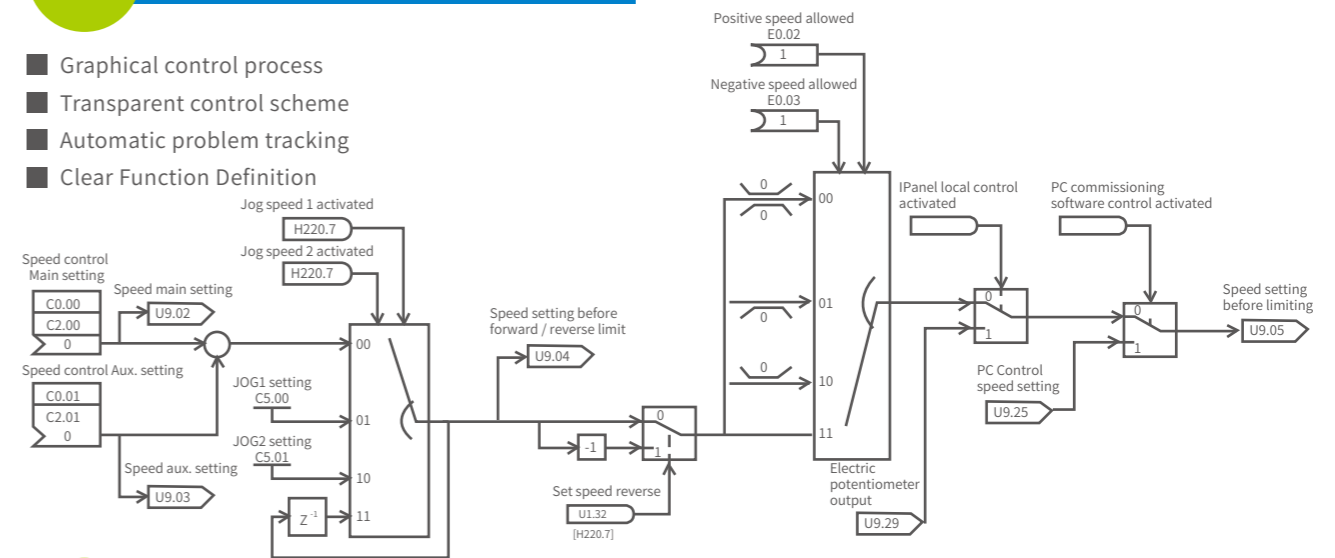 Graphical control process
Transparent control scheme
Automatic problem tracking
Clear Function Definition
Positive speed allowed
E0.02
1
Negative speed allowed
E0.03
1
Jog speed 1 activated
H220.7
Jog speed 2 activated
H220.7
Speed control
Main setting
C0.00
C2.00
0
Speed main setting
U9.02
Speed control Aux. setting
C0.01
C2.01
0
Speed aux. setting
U9.03
JOG1 setting
C5.00
JOG2 setting
C5.01
Z-1
00
01
10
11
Speed setting before
forward / reverse limit
U9.04
-1
0
1
Set speed reverse
U1.32
[H220.7]
0
0
0
0
00
01
10
11
IPanel local control
activated
0
1
Electric
potentiometer
output
U9.29
PC commissioning
software control activated
0
1
PC Control
speed setting
U9.25
Speed setting
before limiting
U9.05